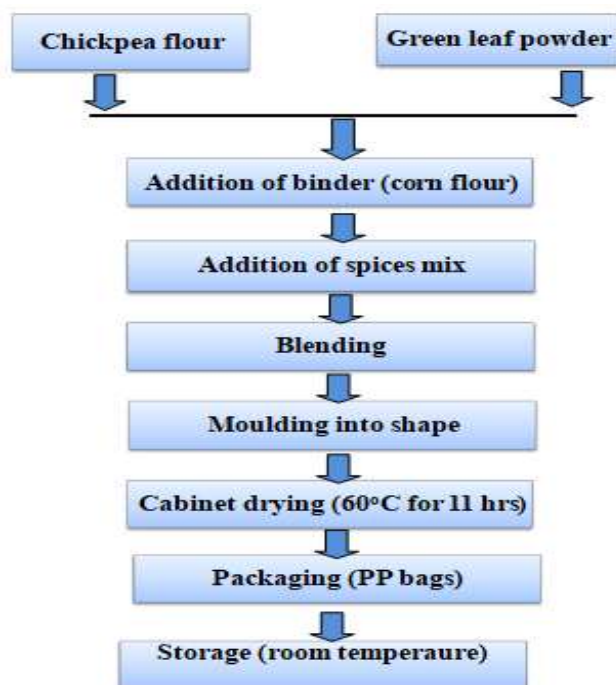 Chickpea flour
Green leaf powder
Addition of binder (corn flour)
Addition of spices mix
Blending
Moulding into shape
Cabinet drying (60°C for 11 hrs)
Packaging (PP bags)
Storage (room temperaure)